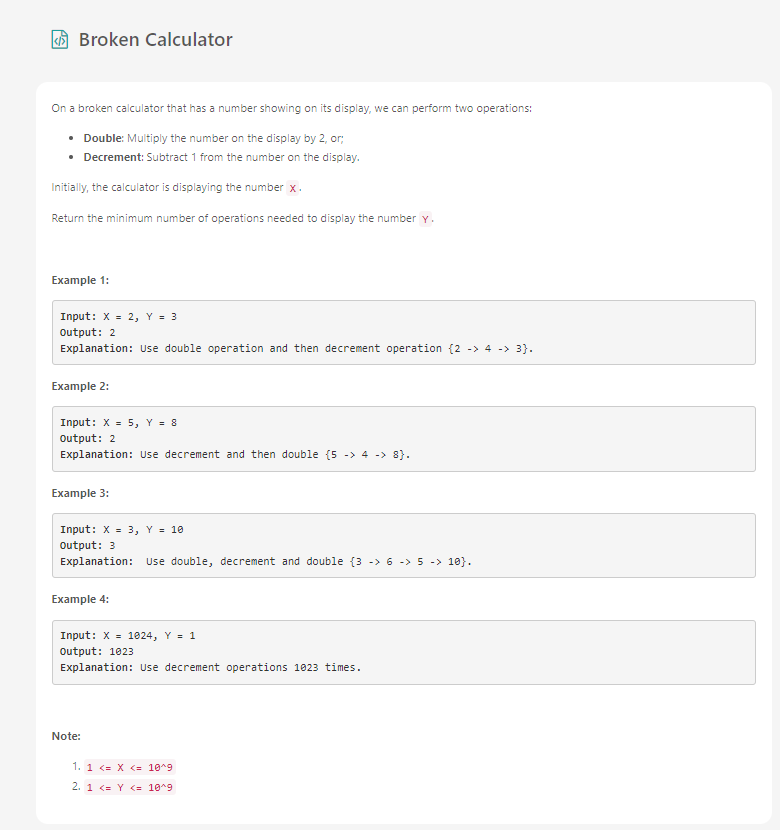 Broken Calculator
On a broken calculator that has a number showing on its display, we can perform two operations:
• Double: Multiply the number on the display by 2, or;
• Decrement: Subtract 1 from the number on the display.
Initially, the calculator is displaying the number X.
Return the minimum number of operations needed to display the number Y.
Example 1:
Input: X = 2, Y = 3
Output: 2
Explanation: Use double operation and then decrement operation {2 -> 4 -> 3}.
Example 2:
Input: X = 5, Y = 8
Output: 2
Explanation: Use decrement and then double {5 -> 4 -> 8}.
Example 3:
Input: X = 3, Y = 10
Output: 3
Explanation:  Use double, decrement and double {3 -> 6 -> 5 -> 10}.
Example 4:
Input: X = 1024, Y = 1
Output: 1023
Explanation: Use decrement operations 1023 times.
Note:
1. 1 <= X <= 10^9
2. 1 <= Y <= 10^9